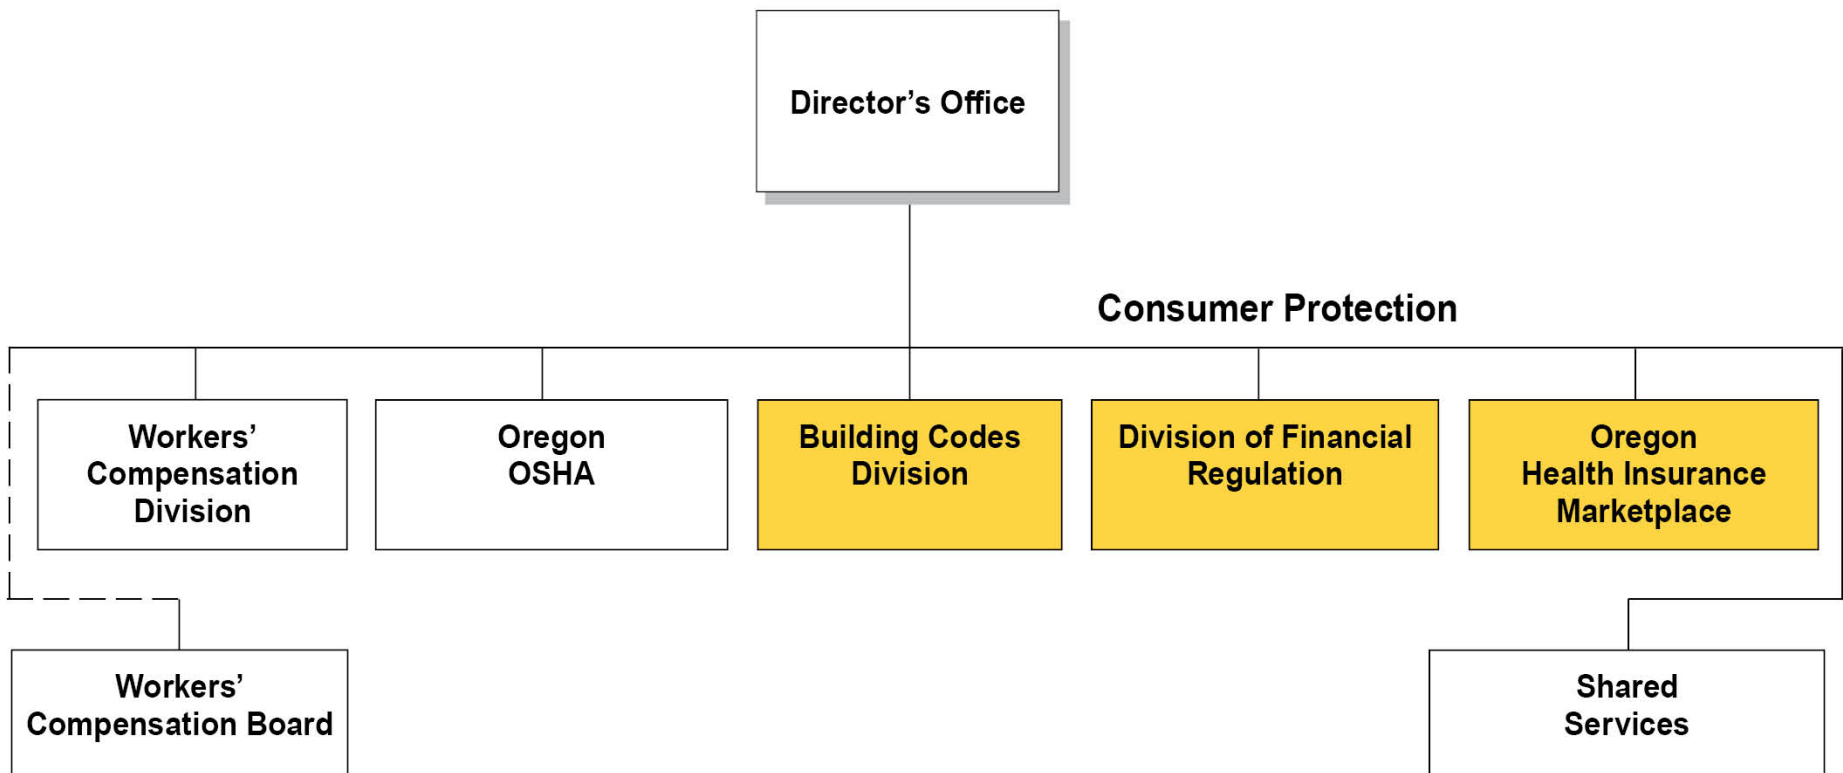 Director’s Office
Consumer Protection
Workers’
Compensation
Division
Oregon
OSHA
Building Codes
Division
Division of Financial
Regulation
Oregon
Health Insurance
Marketplace
Workers’
Compensation Board
Shared
Services